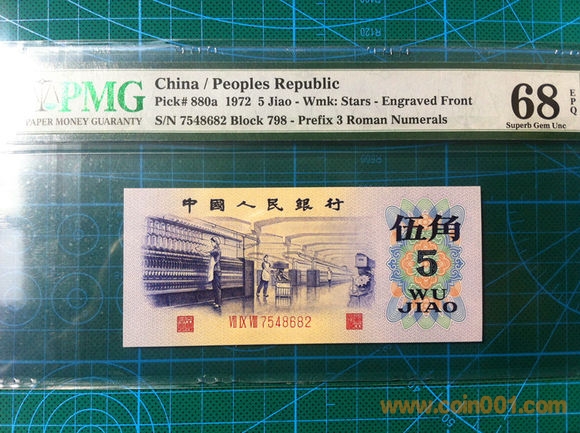 R120
PMG
PAPER MONEY GUARANTY
China / Peoples Republic
Pick# 880a 1972 5 Jiao - Wmk: Stars - Engraved Front
S/N 7548682 Block 798 - Prefix 3 Roman Numerals
68 EPQ
Superb Gem Unc
中國人民銀行
伍角
5
WU
JIAO
VII IX VIII 7548682
www.coin001.com